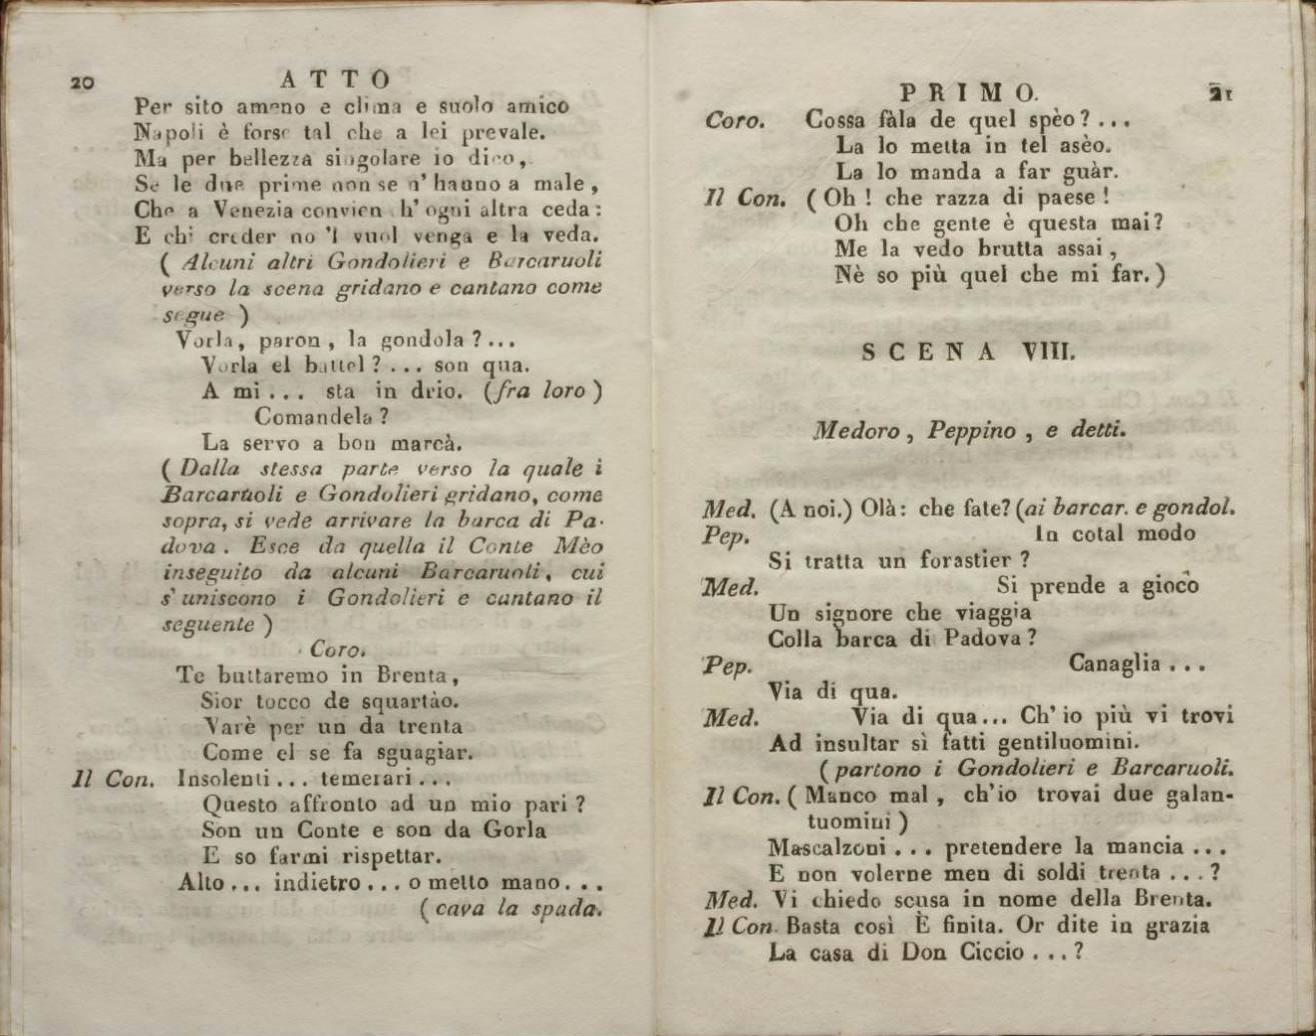 20 ATTO
Per sito ameno e clima e suolo amico
Napoli è forse tal che a lei prevale.
Ma per bellezza singolare io dico,
Se le due prime non se n'hanno a male,
Che a Venezia convien ch'ogni altra ceda:
E chi creder no 'l vuol venga e la veda.
( Alcuni altri Gondolieri e Barcaruoli
verso la scena gridano e cantano come
segue )
Vorla, paron, la gondola?...
Vorla el battel?... son qua.
A mi... sta in drio. (fra loro)
Comandela?
La servo a bon marcà.
( Dalla stessa parte verso la quale i
Barcaruoli e Gondolieri gridano, come
sopra, si vede arrivare la barca di Pa-
dova. Esce da quella il Conte Mèo
inseguito da alcuni Barcaruoli, cui
s'uniscono i Gondolieri e cantano il
seguente )
Coro.
Te buttaremo in Brenta,
Sior tocco de squartào.
Varè per un da trenta
Come el se fa sguagiar.
Il Con. Insolenti... temerari...
Questo affronto ad un mio pari?
Son un Conte e son da Gorla
E so farmi rispettar.
Alto... indietro... o metto mano...
(cava la spada.
PRIMO. 21
Coro. Cossa fàla de quel spèo?...
La lo metta in tel asèo.
La lo manda a far guàr.
Il Con. (Oh! che razza di paese!
Oh che gente è questa mai?
Me la vedo brutta assai,
Nè so più quel che mi far.)
SCENA VIII.
Medoro, Peppino, e detti.
Med. (A noi.) Olà: che fate? (ai barcar. e gondol.
Pep. In cotal modo
Si tratta un forastier?
Med. Si prende a gioco
Un signore che viaggia
Colla barca di Padova?
Pep. Canaglia...
Via di qua.
Med. Via di qua... Ch'io più vi trovi
Ad insultar sì fatti gentiluomini.
(partono i Gondolieri e Barcaruoli.
Il Con. (Manco mal, ch'io trovai due galan-
tuomini)
Mascalzoni... pretendere la mancia...
E non volerne men di soldi trenta...?
Med. Vi chiedo scusa in nome della Brenta.
Il Con. Basta così È finita. Or dite in grazia
La casa di Don Ciccio...?